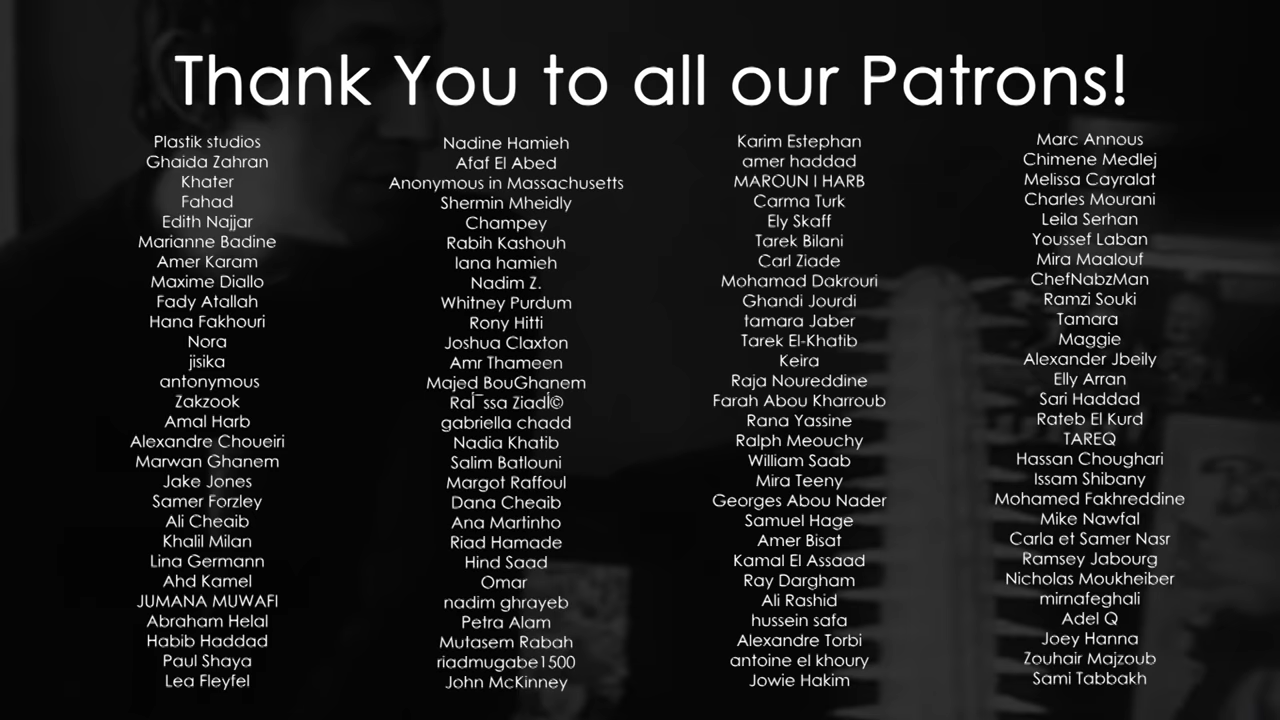 Thank You to all our Patrons!
Plastik studios
Ghaida Zahran
Khater
Fahad
Edith Najjar
Marianne Badine
Amer Karam
Maxime Diallo
Fady Atallah
Hana Fakhouri
Nora
jisika
antonymous
Zakzook
Amal Harb
Alexandre Choueiri
Marwan Ghanem
Jake Jones
Samer Forzley
Ali Cheaib
Khalil Milan
Lina Germann
Ahd Kamel
JUMANA MUWAFI
Abraham Helal
Habib Haddad
Paul Shaya
Lea Fleyfel
Nadine Hamieh
Afaf El Abed
Anonymous in Massachusetts
Shermin Mheidly
Champey
Rabih Kashouh
lana hamieh
Nadim Z.
Whitney Purdum
Rony Hitti
Joshua Claxton
Amr Thameen
Majed BouGhanem
RaÌ¯ssa ZiadÌ©
gabriella chadd
Nadia Khatib
Salim Batlouni
Margot Raffoul
Dana Cheaib
Ana Martinho
Riad Hamade
Hind Saad
Omar
nadim ghrayeb
Petra Alam
Mutasem Rabah
riadmugabe1500
John McKinney
Karim Estephan
amer haddad
MAROUN I HARB
Carma Turk
Ely Skaff
Tarek Bilani
Carl Ziade
Mohamad Dakrouri
Ghandi Jourdi
tamara Jaber
Tarek El-Khatib
Keira
Raja Noureddine
Farah Abou Kharroub
Rana Yassine
Ralph Meouchy
William Saab
Mira Teeny
Georges Abou Nader
Samuel Hage
Amer Bisat
Kamal El Assaad
Ray Dargham
Ali Rashid
hussein safa
Alexandre Torbi
antoine el khoury
Jowie Hakim
Marc Annous
Chimene Medlej
Melissa Cayralat
Charles Mourani
Leila Serhan
Youssef Laban
Mira Maalouf
ChefNabzMan
Ramzi Souki
Tamara
Maggie
Alexander Jbeily
Elly Arran
Sari Haddad
Rateb El Kurd
TAREQ
Hassan Choughari
Issam Shibany
Mohamed Fakhreddine
Mike Nawfal
Carla et Samer Nasr
Ramsey Jabourg
Nicholas Moukheiber
mirnafeghali
Adel Q
Joey Hanna
Zouhair Majzoub
Sami Tabbakh